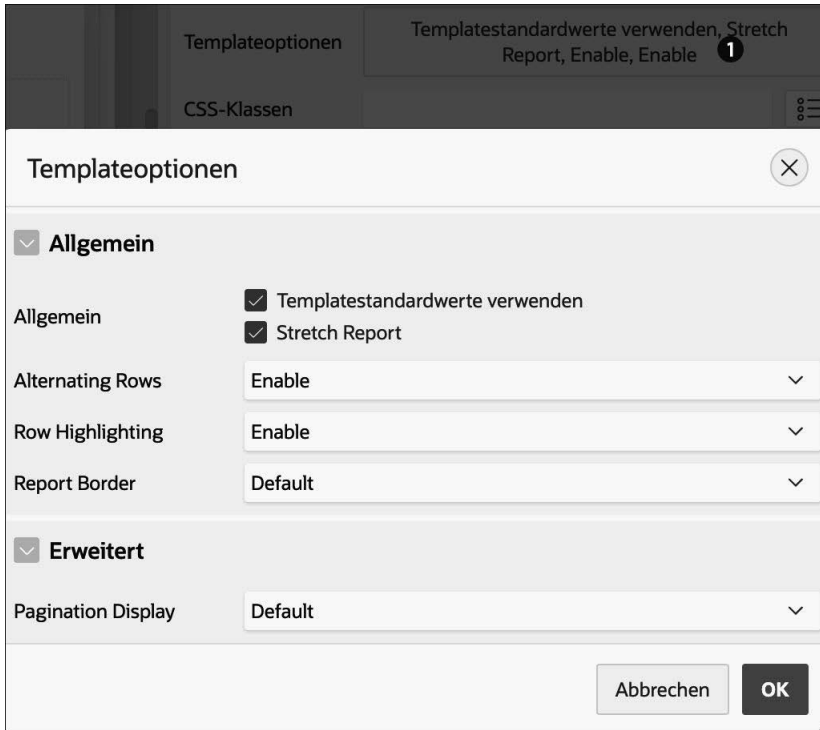 Templateoptionen
Templatestandardwerte verwenden, Stretch
Report, Enable, Enable 1
CSS-Klassen
Templateoptionen
Allgemein
Allgemein
Templatestandardwerte verwenden
Stretch Report
Alternating Rows Enable
Row Highlighting Enable
Report Border Default
Erweitert
Pagination Display Default
Abbrechen OK